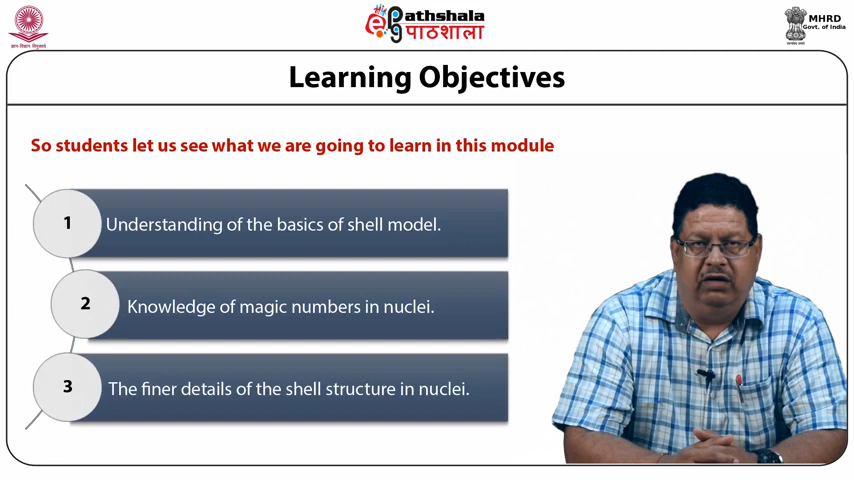 ePathshala
पाठशाला
MHRD
Govt. of India
ज्ञान-विज्ञान विमुक्तये
Learning Objectives
So students let us see what we are going to learn in this module
1 Understanding of the basics of shell model.
2 Knowledge of magic numbers in nuclei.
3 The finer details of the shell structure in nuclei.